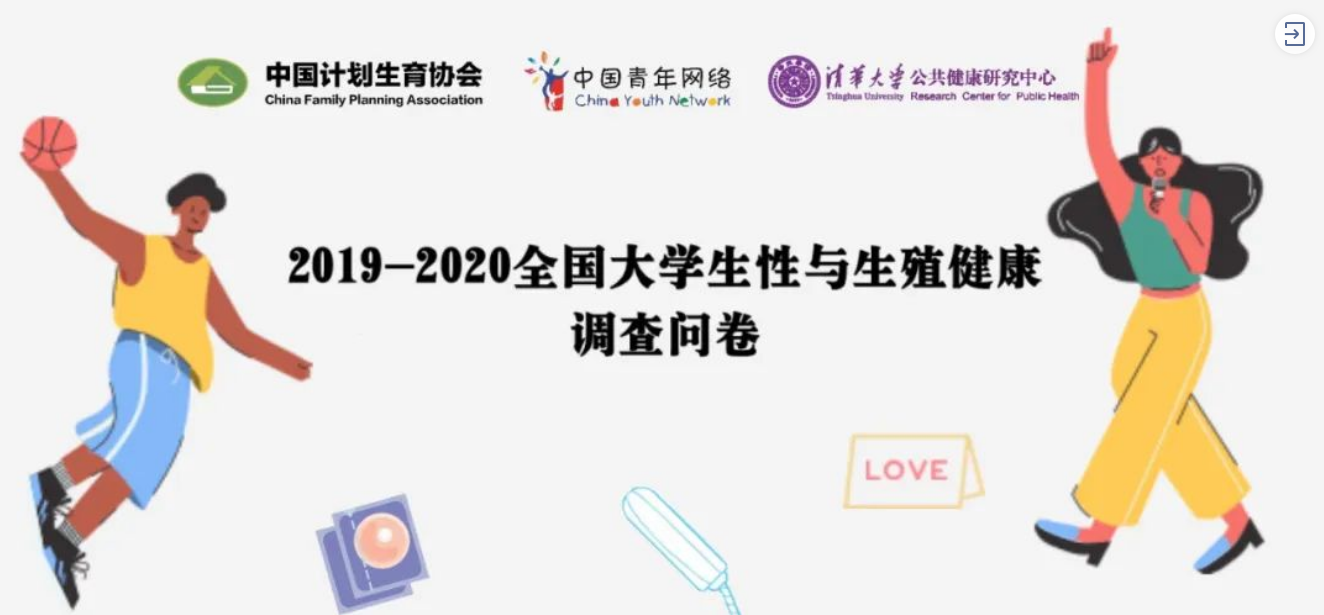 中国计划生育协会
China Family Planning Association
中国青年网络
China Youth Network
清华大学公共健康研究中心
Tsinghua University Research Center for Public Health
2019-2020全国大学生性与生殖健康
调查问卷
LOVE